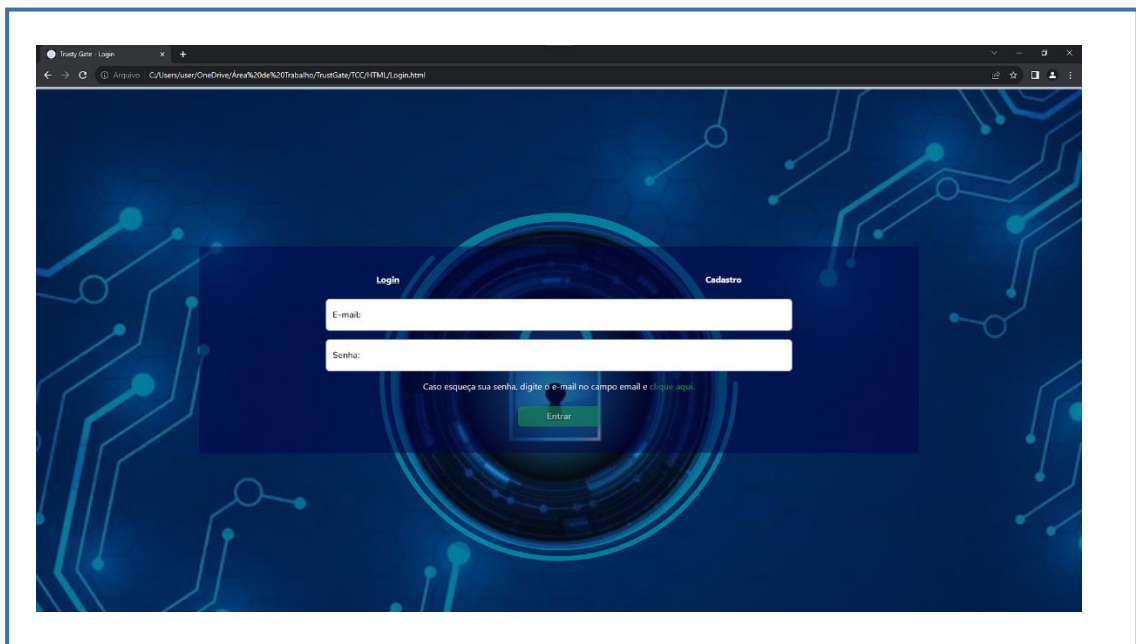 Trusty Gate - Login
Arquivo C:/Users/user/OneDrive/Área%20de%20Trabalho/TrustGate/TCC/HTML/Login.html
Login Cadastro
E-mail:
Senha:
Caso esqueça sua senha, digite o e-mail no campo email e clique aqui.
Entrar